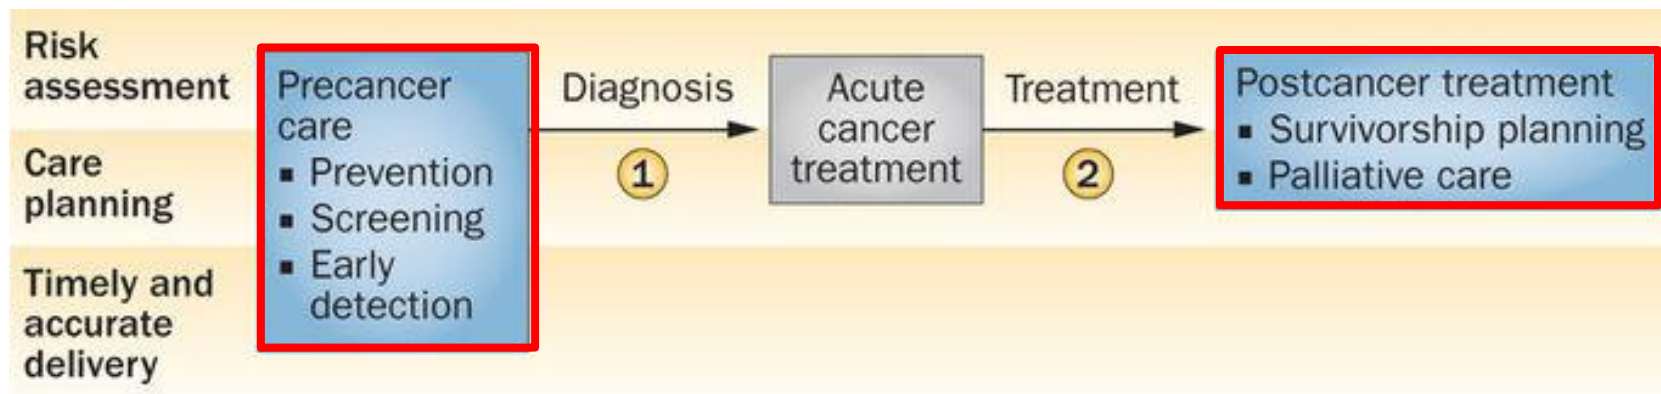 Risk
assessment
Care
planning
Timely and
accurate
delivery
Precancer
care
▪ Prevention
▪ Screening
▪ Early
detection
Diagnosis
1
Acute
cancer
treatment
Treatment
2
Postcancer treatment
▪ Survivorship planning
▪ Palliative care